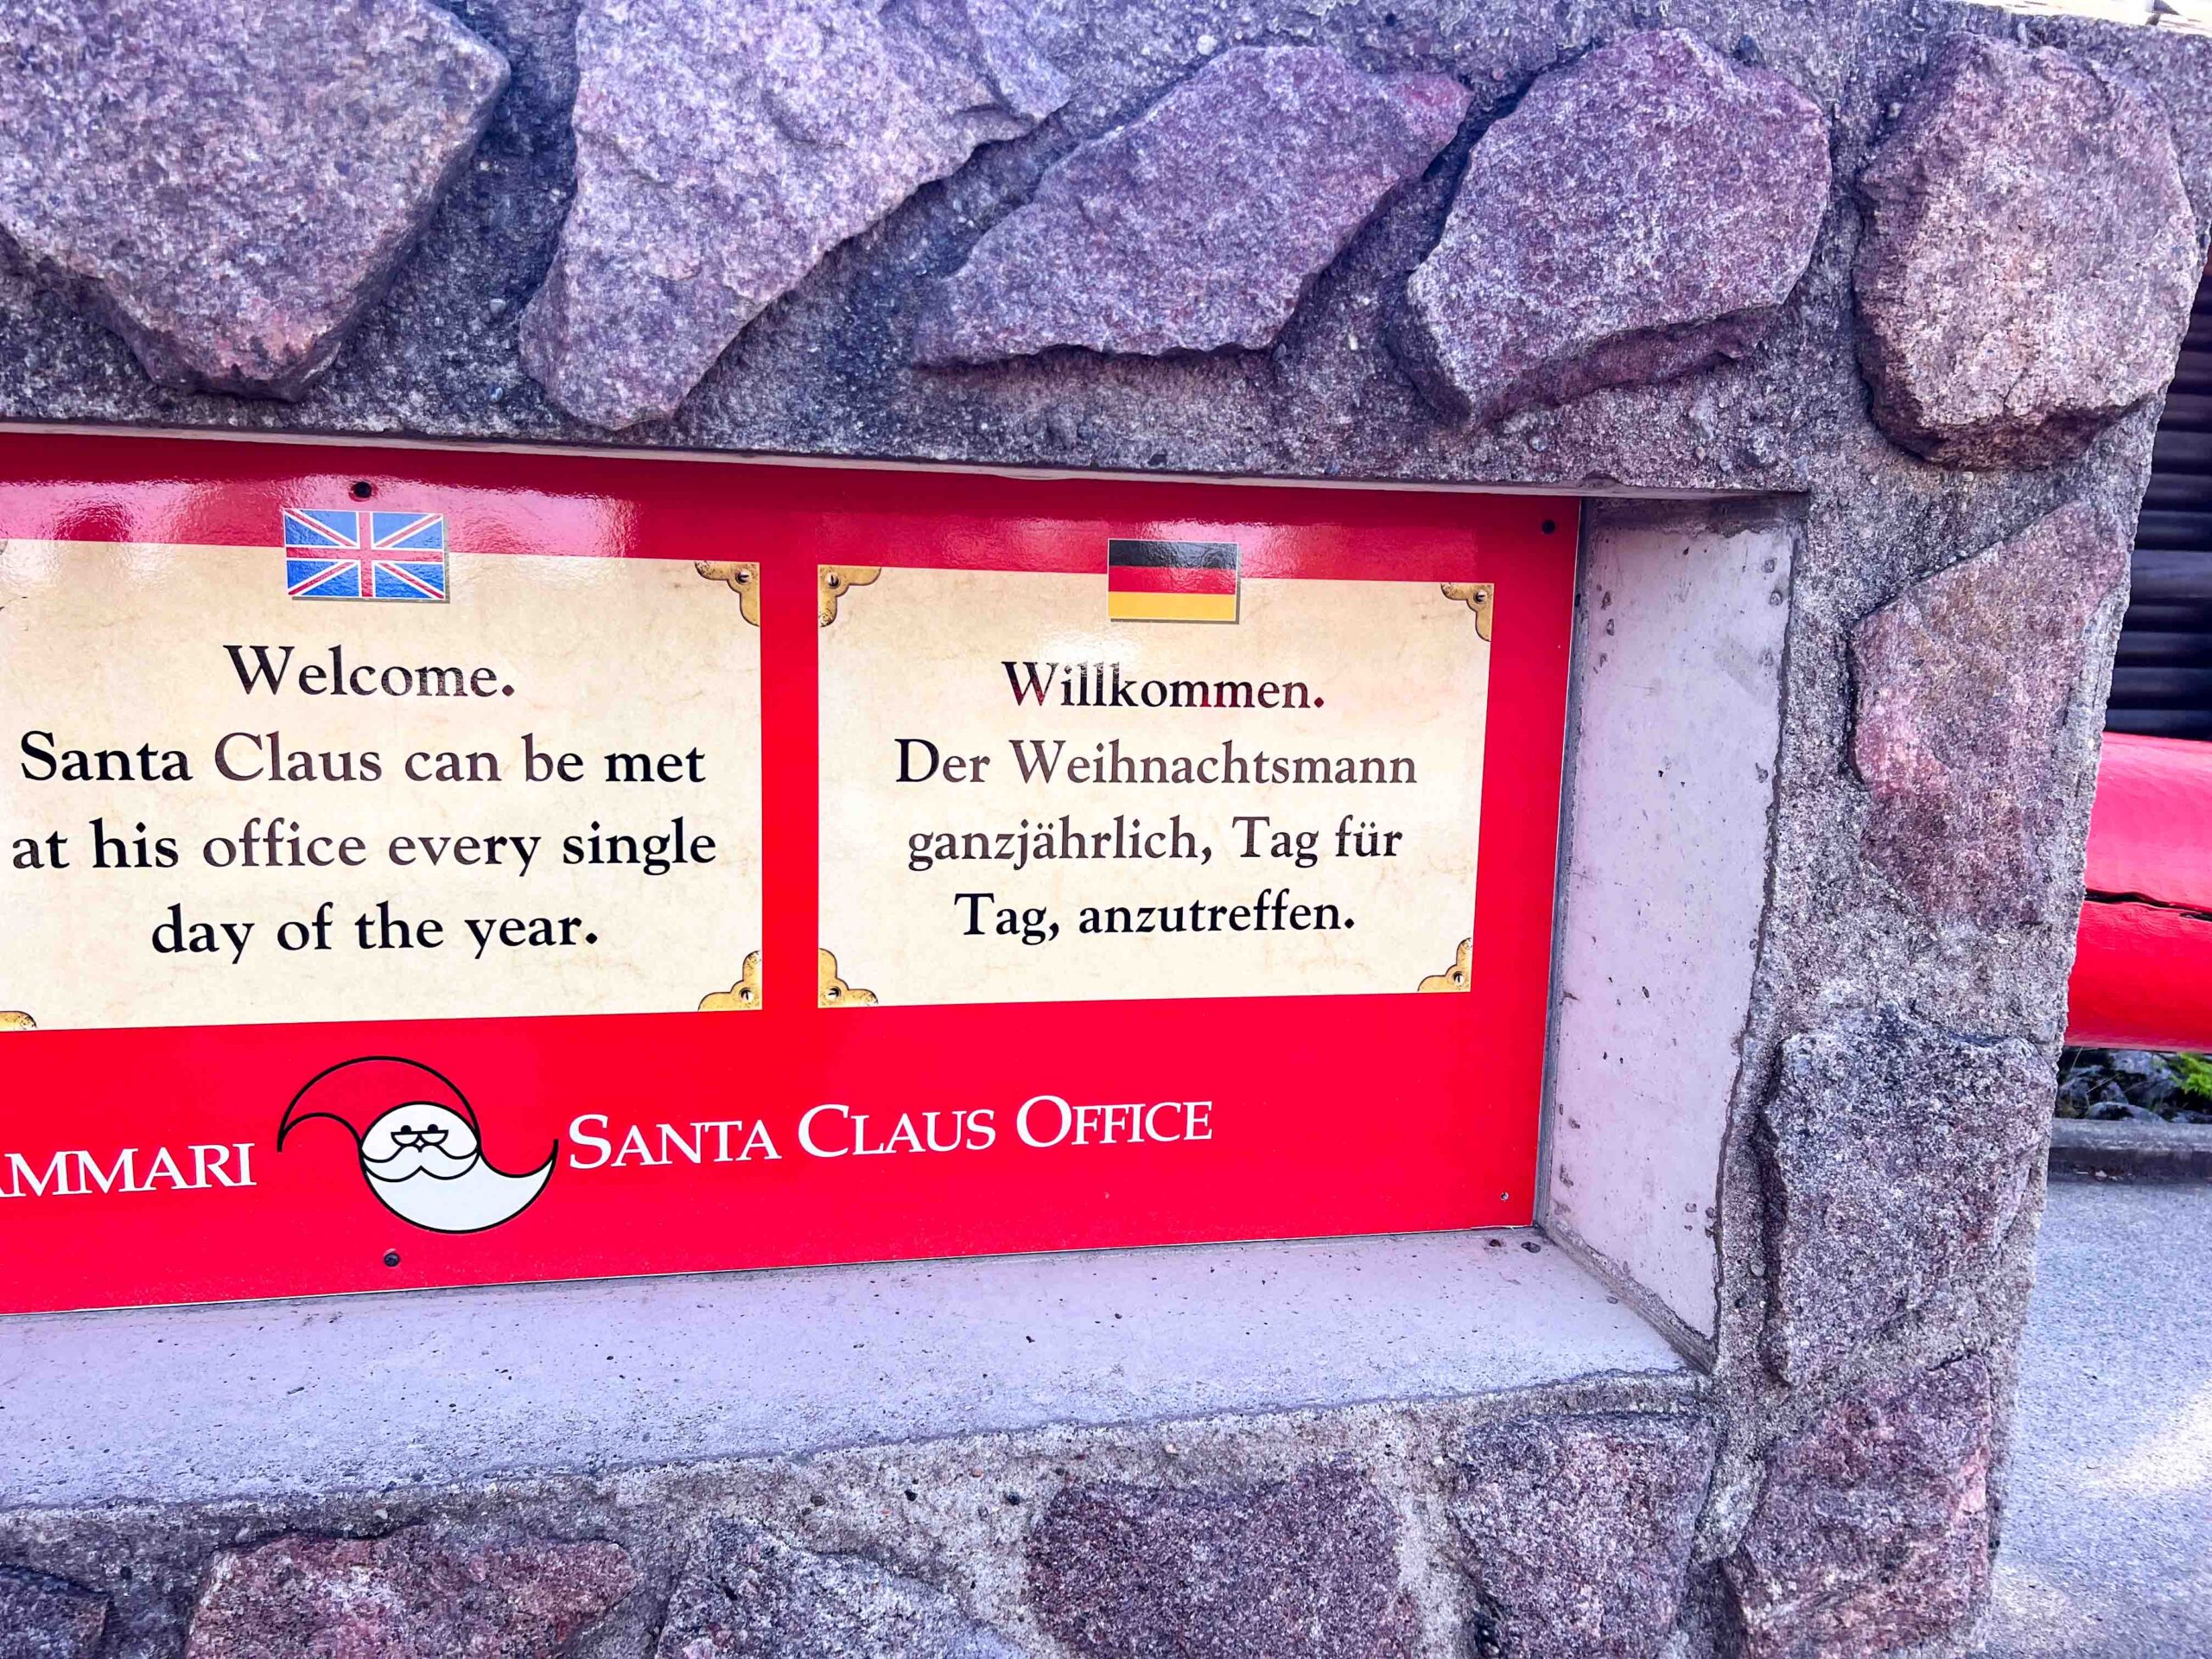 Welcome.
Santa Claus can be met
at his office every single
day of the year.
Willkommen.
Der Weihnachtsmann
ganzjährlich, Tag für
Tag, anzutreffen.
SANTA CLAUS OFFICE